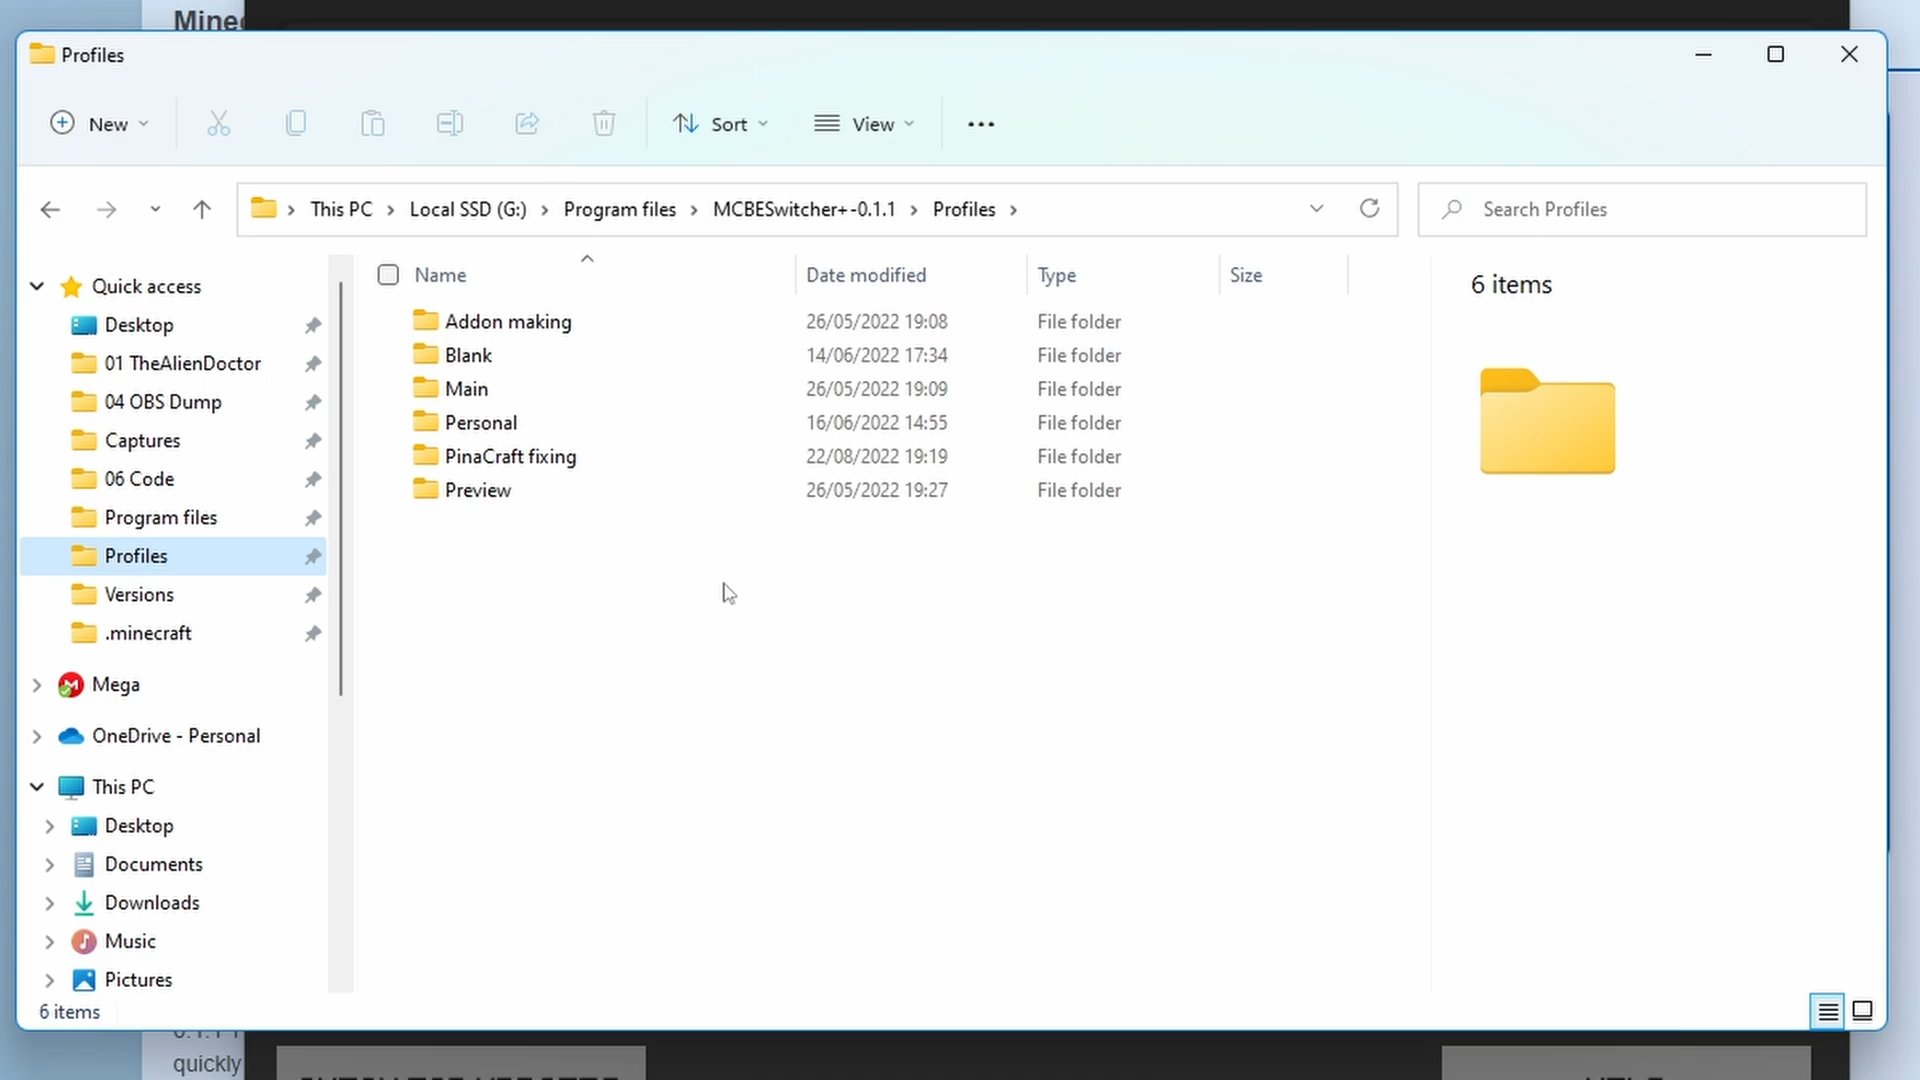 Mine
Profiles
New
Sort
View
This PC
Local SSD (G:)
Program files
MCBESwitcher+-0.1.1
Profiles
Search Profiles
Name
Date modified
Type
Size
Addon making 26/05/2022 19:08 File folder
Blank 14/06/2022 17:34 File folder
Main 26/05/2022 19:09 File folder
Personal 16/06/2022 14:55 File folder
PinaCraft fixing 22/08/2022 19:19 File folder
Preview 26/05/2022 19:27 File folder
6 items
Quick access
Desktop
01 TheAlienDoctor
04 OBS Dump
Captures
06 Code
Program files
Profiles
Versions
.minecraft
Mega
OneDrive - Personal
This PC
Desktop
Documents
Downloads
Music
Pictures
6 items
quickly